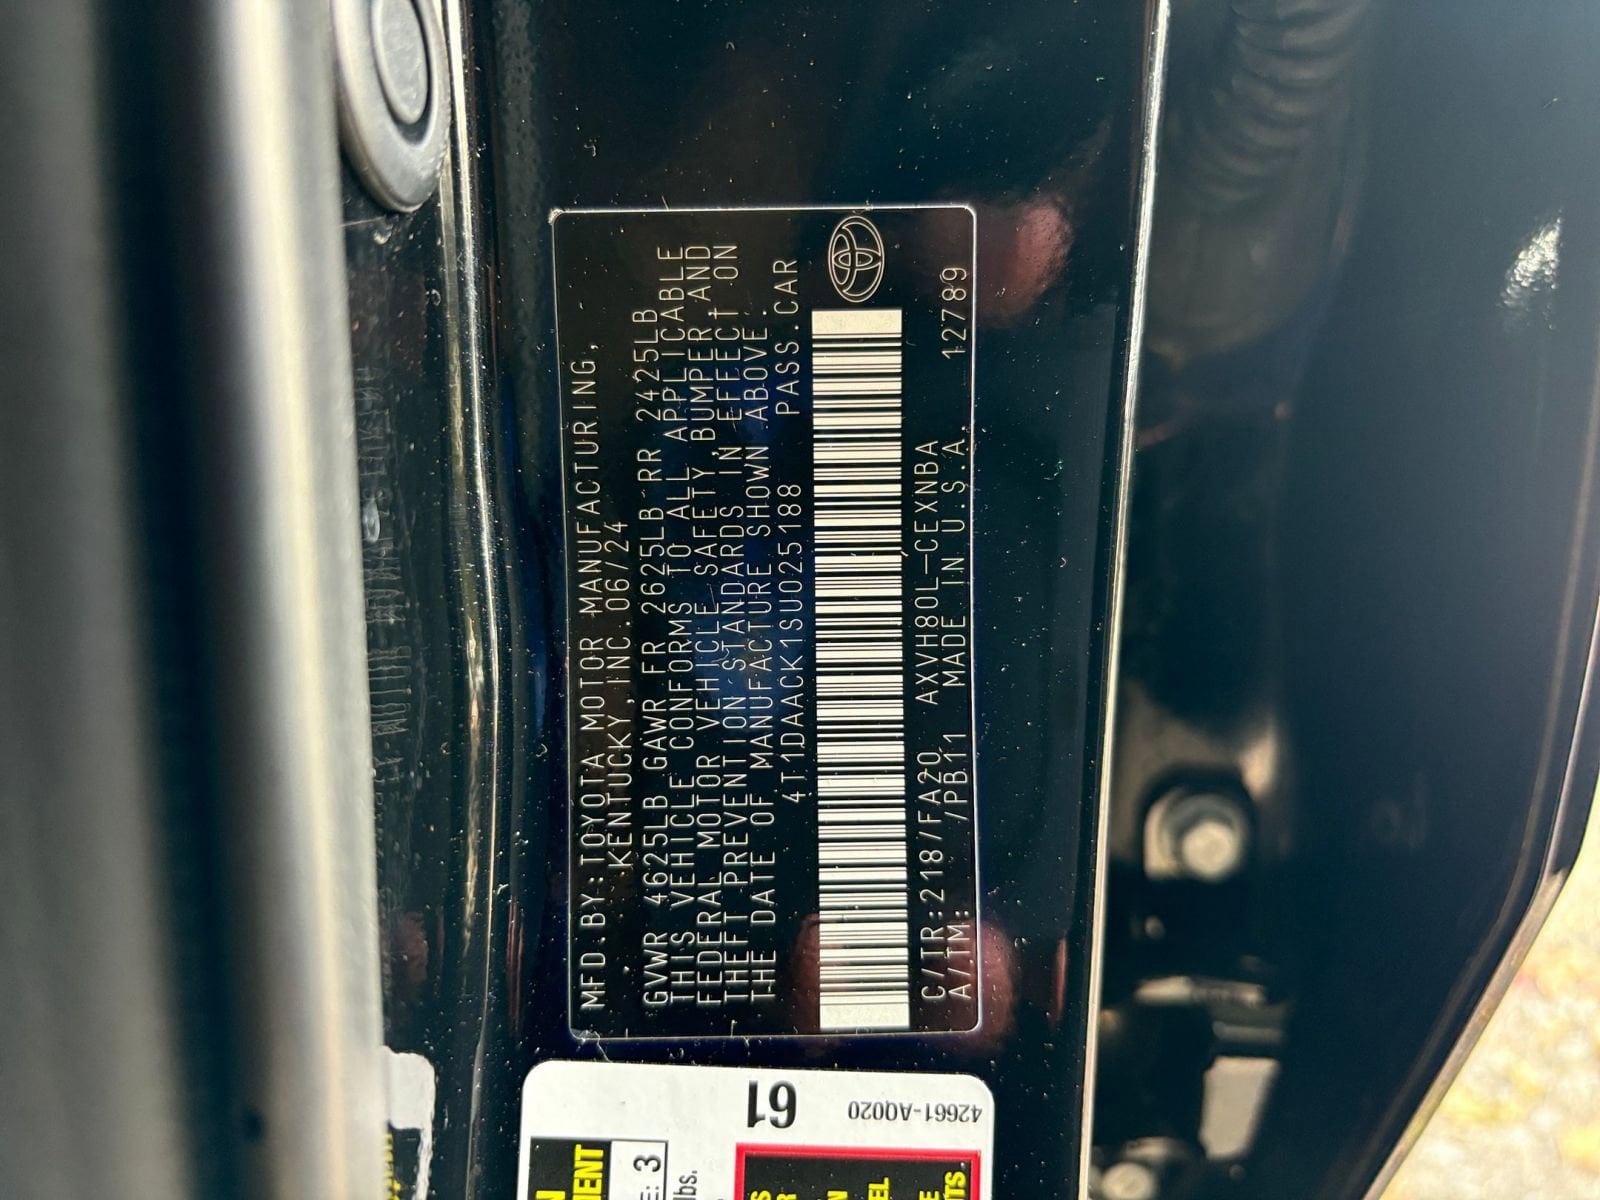 MFD.BY:TOYOTA MOTOR MANUFACTURING,
KENTUCKY,INC.06/24
GVWR 4625LB GAWR FR 2625LB RR 2425LB
THIS VEHICLE CONFORMS TO ALL APPLICABLE
FEDERAL MOTOR VEHICLE SAFETY,BUMPER,AND
THEFT PREVENTION STANDARDS IN EFFECT ON
THE DATE OF MANUFACTURE SHOWN ABOVE.
4T1DAACK1SU025188 PASS.CAR
C/TR:218/FA20 AXVH80L-CEXNBA
A/TM: /PB11 MADE IN U.S.A. 12789
61
42661-AQ020
3
lbs.